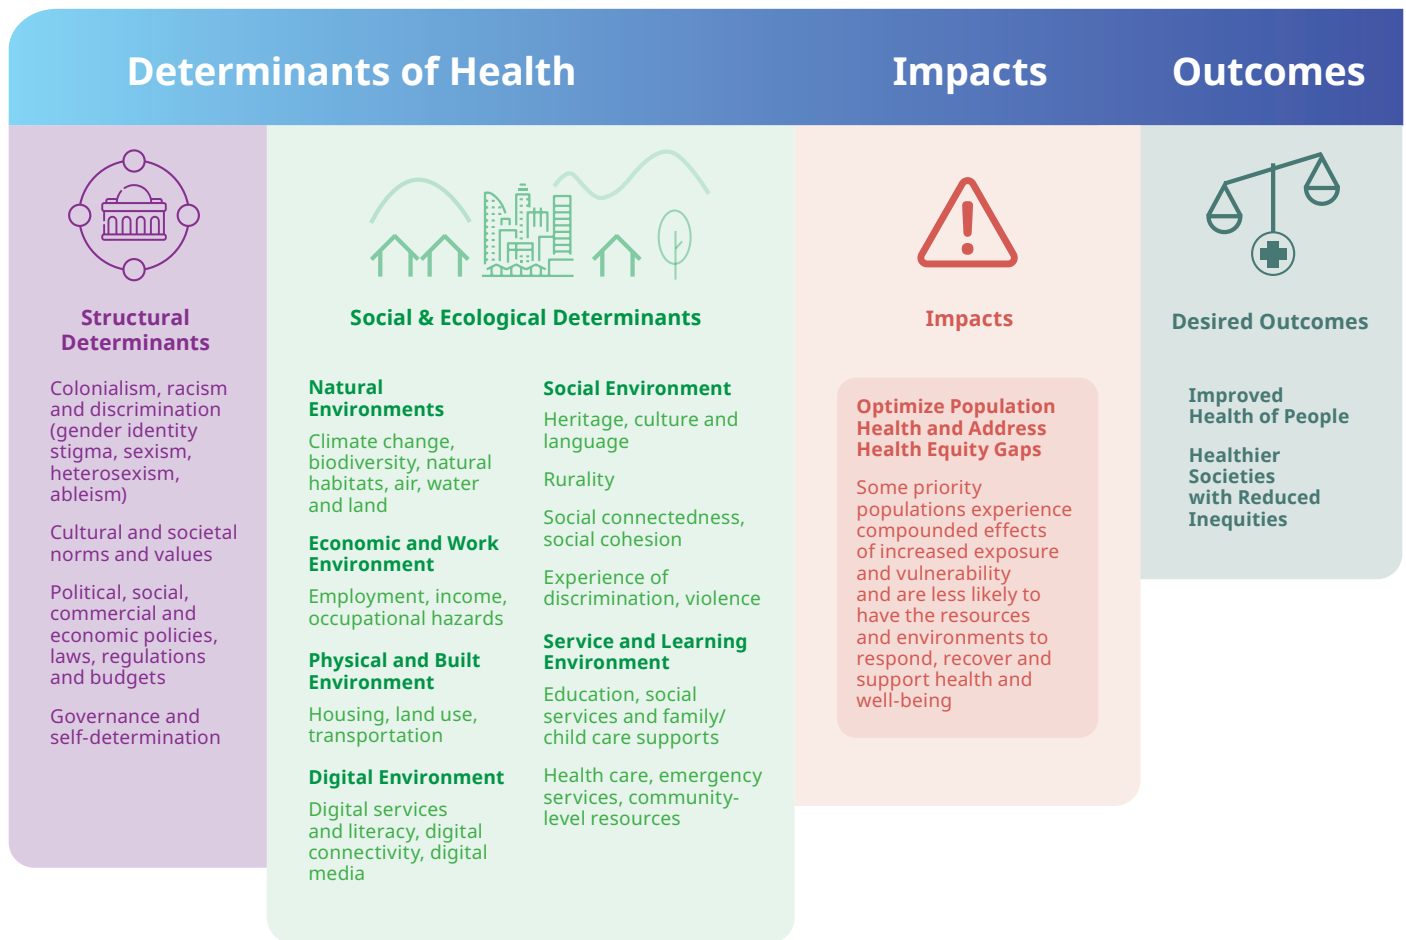 Determinants of Health
Impacts
Outcomes
Structural
Determinants
Colonialism, racism
and discrimination
(gender identity
stigma, sexism,
heterosexism,
ableism)
Cultural and societal
norms and values
Political, social,
commercial and
economic policies,
laws, regulations
and budgets
Governance and
self-determination
Social & Ecological Determinants
Natural
Environments
Climate change,
biodiversity, natural
habitats, air, water
and land
Economic and Work
Environment
Employment, income,
occupational hazards
Physical and Built
Environment
Housing, land use,
transportation
Digital Environment
Digital services
and literacy, digital
connectivity, digital
media
Social Environment
Heritage, culture and
language
Rurality
Social connectedness,
social cohesion
Experience of
discrimination, violence
Service and Learning
Environment
Education, social
services and family/
child care supports
Health care, emergency
services, community-
level resources
Impacts
Optimize Population
Health and Address
Health Equity Gaps
Some priority
populations experience
compounded effects
of increased exposure
and vulnerability
and are less likely to
have the resources
and environments to
respond, recover and
support health and
well-being
Desired Outcomes
Improved
Health of People
Healthier
Societies
with Reduced
Inequities